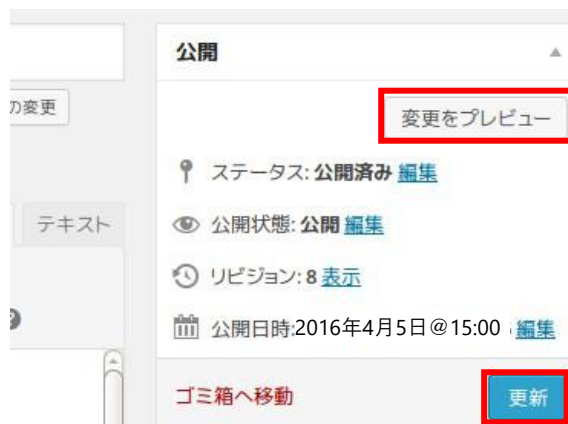 公開
の変更
変更をプレビュー
ステータス: 公開済み 編集
テキスト
公開状態: 公開 編集
リビジョン: 8 表示
公開日時:2016年4月5日@15:00 編集
ゴミ箱へ移動
更新